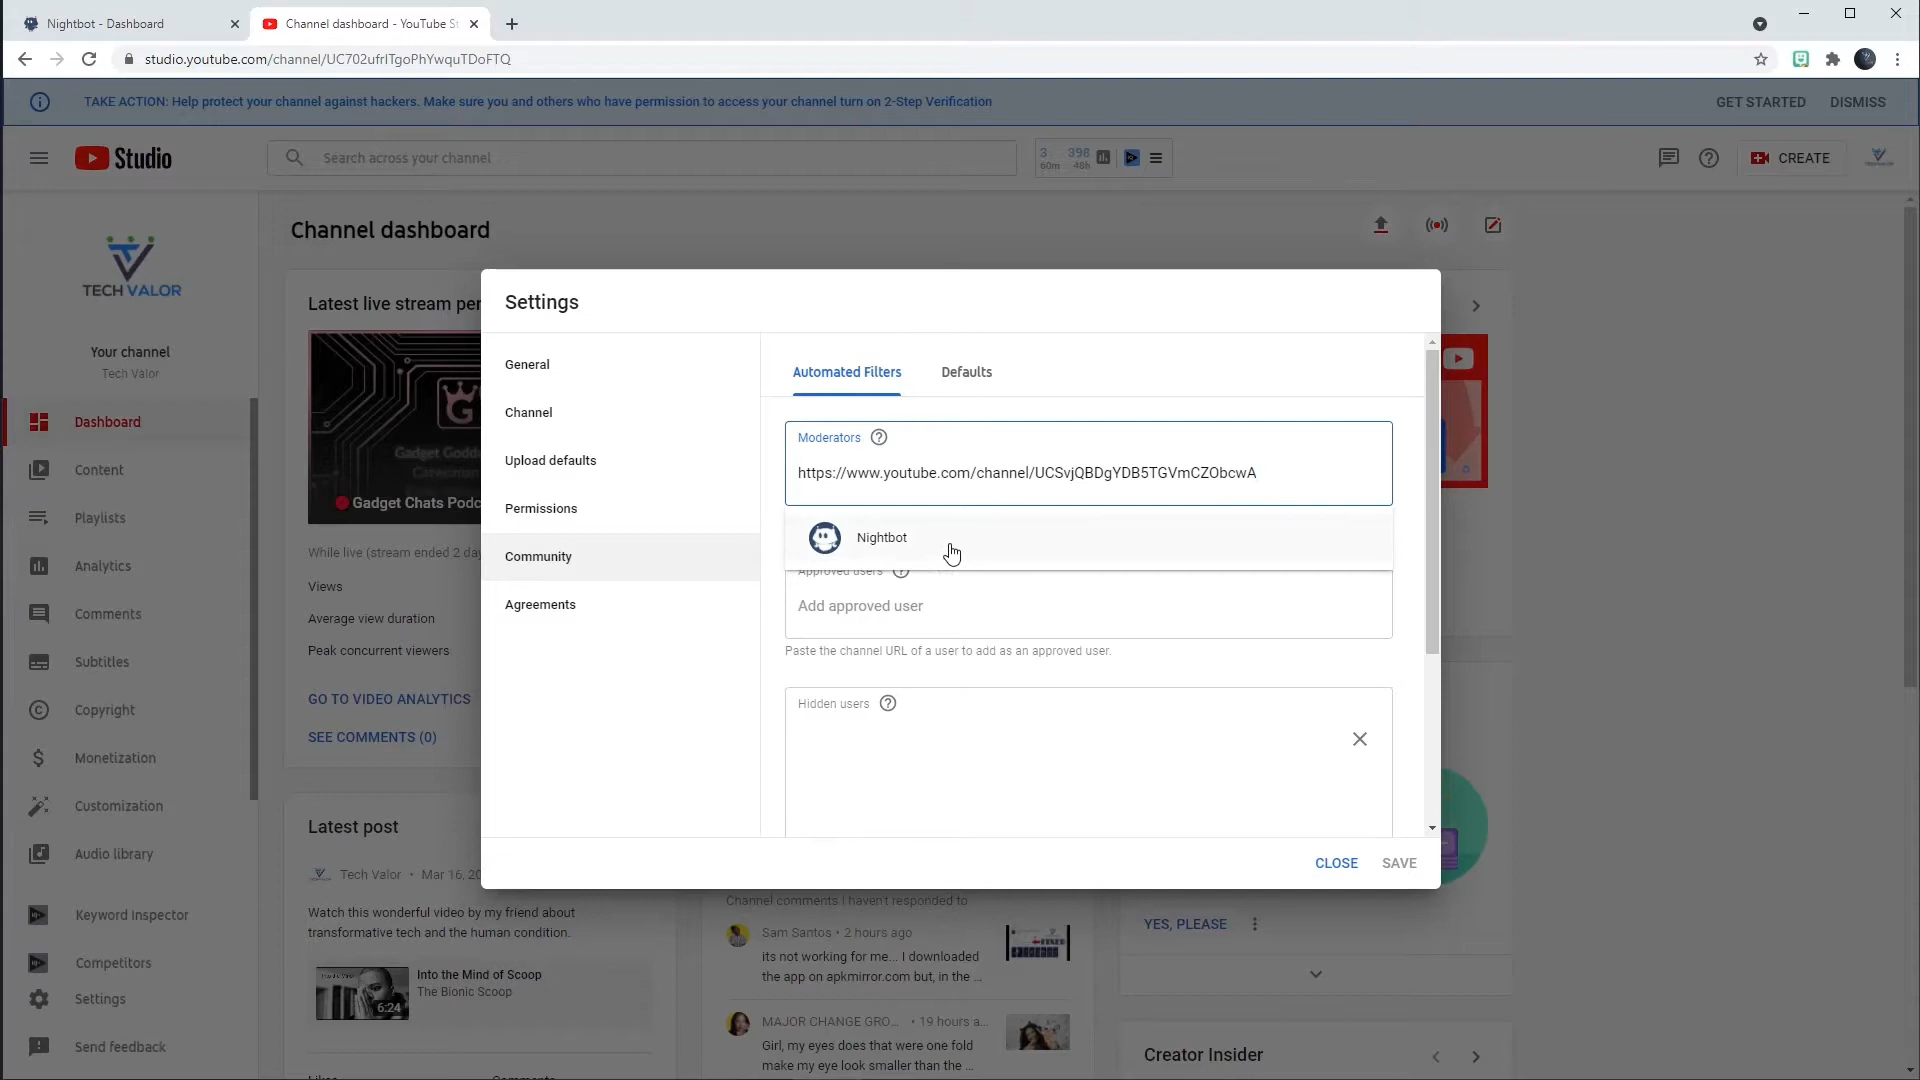 Nightbot - Dashboard
Channel dashboard - YouTube St
studio.youtube.com/channel/UC702ufrITgoPhYwquTDoFTQ
TAKE ACTION: Help protect your channel against hackers. Make sure you and others who have permission to access your channel turn on 2-Step Verification
GET STARTED
DISMISS
Studio
Search across your channel
3 398
60m 48h
CREATE
TECH VALOR
Your channel
Tech Valor
Dashboard
Content
Playlists
Analytics
Comments
Subtitles
Copyright
Monetization
Customization
Audio library
Keyword Inspector
Competitors
Settings
Send feedback
Channel dashboard
Latest live stream per
Gadget Godd
Gadget Chats Podc
While live (stream ended 2 day
Views
Average view duration
Peak concurrent viewers
GO TO VIDEO ANALYTICS
SEE COMMENTS (0)
Latest post
Tech Valor • Mar 16, 20
Watch this wonderful video by my friend about
transformative tech and the human condition.
Into the Mind of Scoop
The Bionic Scoop
6:24
Settings
General
Channel
Upload defaults
Permissions
Community
Agreements
Automated Filters
Defaults
Moderators
https://www.youtube.com/channel/UCSvjQBDgYDB5TGVmCZObcwA
Nightbot
Approved users
Add approved user
Paste the channel URL of a user to add as an approved user.
Hidden users
CLOSE
SAVE
Channel comments I haven't responded to
Sam Santos • 2 hours ago
its not working for me... I downloaded
the app on apkmirror.com but, in the ...
MAJOR CHANGE GRO... • 19 hours a...
Girl, my eyes does that were one fold
make my eye look smaller than the ...
YES, PLEASE
Creator Insider